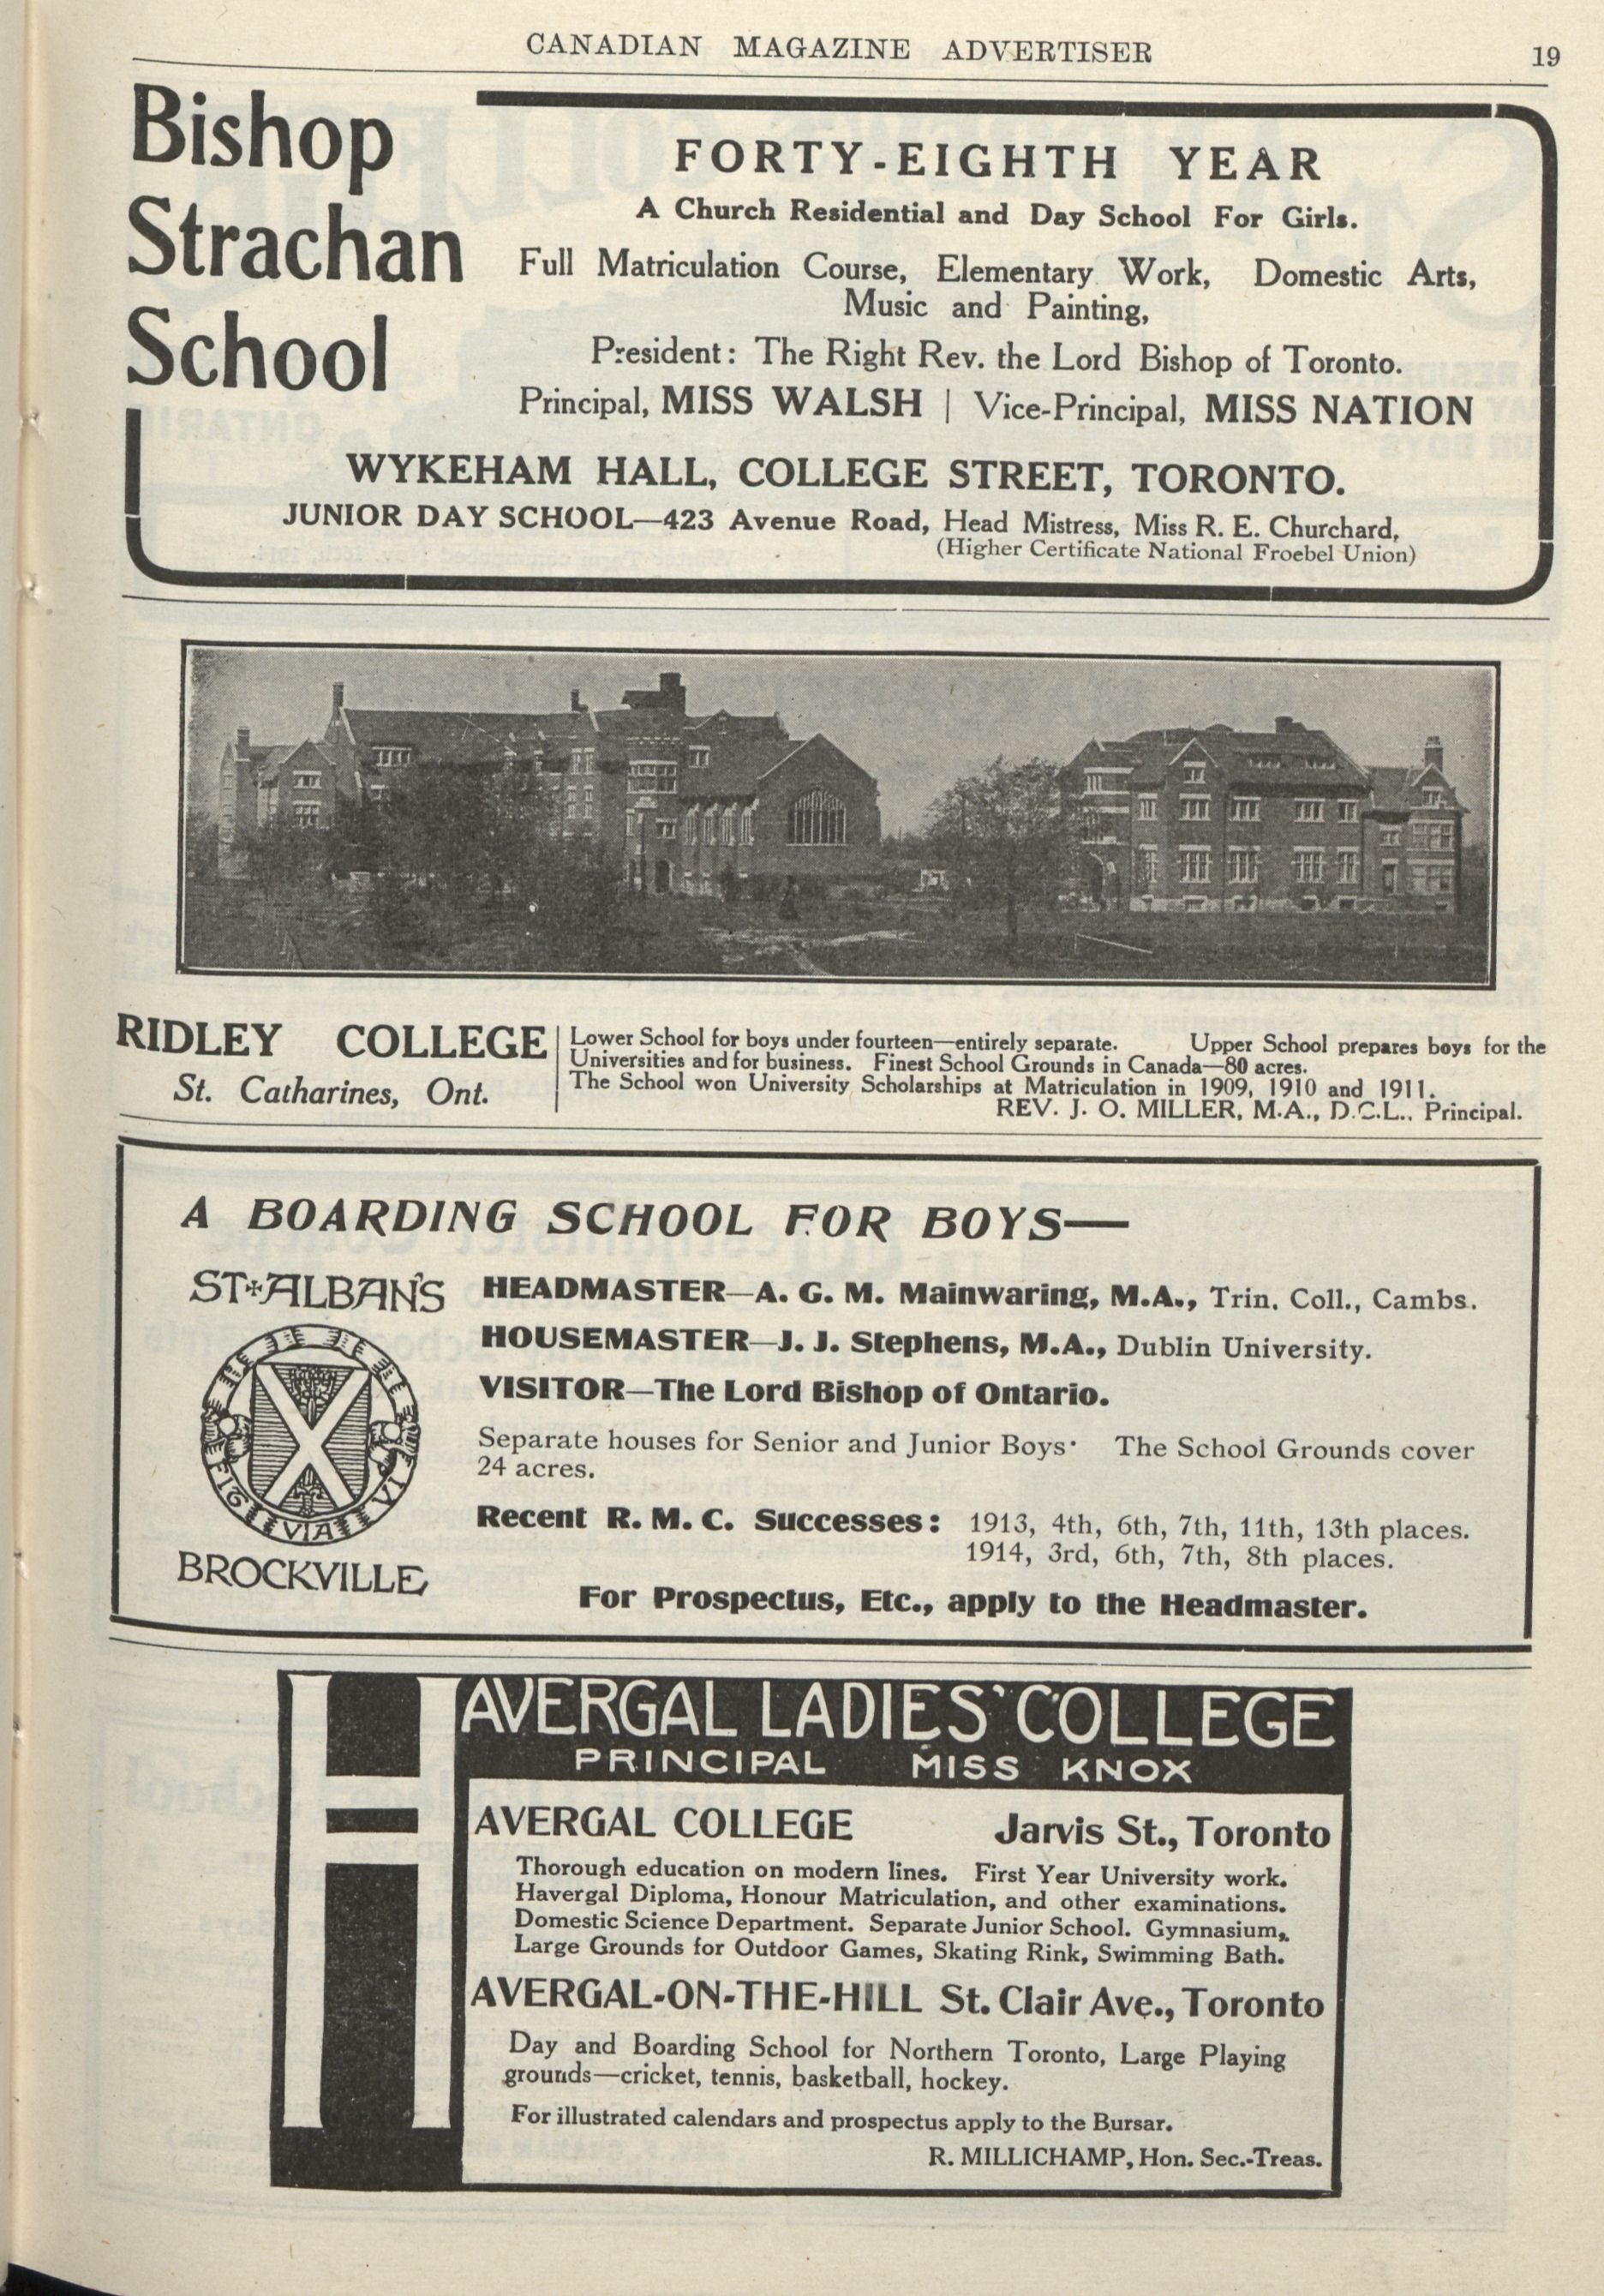 CANADIAN MAGAZINE ADVERTISER 19
Bishop
Strachan
School
FORTY-EIGHTH YEAR
A Church Residential and Day School For Girls.
Full Matriculation Course, Elementary Work, Domestic Arts,
Music and Painting,
President: The Right Rev. the Lord Bishop of Toronto.
Principal, MISS WALSH | Vice-Principal, MISS NATION
WYKEHAM HALL, COLLEGE STREET, TORONTO.
JUNIOR DAY SCHOOL—423 Avenue Road, Head Mistress, Miss R. E. Churchard,
(Higher Certificate National Froebel Union)
RIDLEY COLLEGE
St. Catharines, Ont.
Lower School for boys under fourteen—entirely separate. Upper School prepares boys for the
Universities and for business. Finest School Grounds in Canada—80 acres.
The School won University Scholarships at Matriculation in 1909, 1910 and 1911.
REV. J. O. MILLER, M.A., D.C.L., Principal.
A BOARDING SCHOOL FOR BOYS—
ST ALBAN'S
FIG VIA VI
BROCKVILLE
HEADMASTER—A. G. M. Mainwaring, M.A., Trin. Coll., Cambs.
HOUSEMASTER—J. J. Stephens, M.A., Dublin University.
VISITOR—The Lord Bishop of Ontario.
Separate houses for Senior and Junior Boys· The School Grounds cover
24 acres.
Recent R. M. C. Successes: 1913, 4th, 6th, 7th, 11th, 13th places.
1914, 3rd, 6th, 7th, 8th places.
For Prospectus, Etc., apply to the Headmaster.
HAVERGAL LADIES' COLLEGE
PRINCIPAL MISS KNOX
AVERGAL COLLEGE Jarvis St., Toronto
Thorough education on modern lines. First Year University work.
Havergal Diploma, Honour Matriculation, and other examinations.
Domestic Science Department. Separate Junior School. Gymnasium,
Large Grounds for Outdoor Games, Skating Rink, Swimming Bath.
AVERGAL-ON-THE-HILL St. Clair Ave., Toronto
Day and Boarding School for Northern Toronto, Large Playing
grounds—cricket, tennis, basketball, hockey.
For illustrated calendars and prospectus apply to the Bursar.
R. MILLICHAMP, Hon. Sec.-Treas.